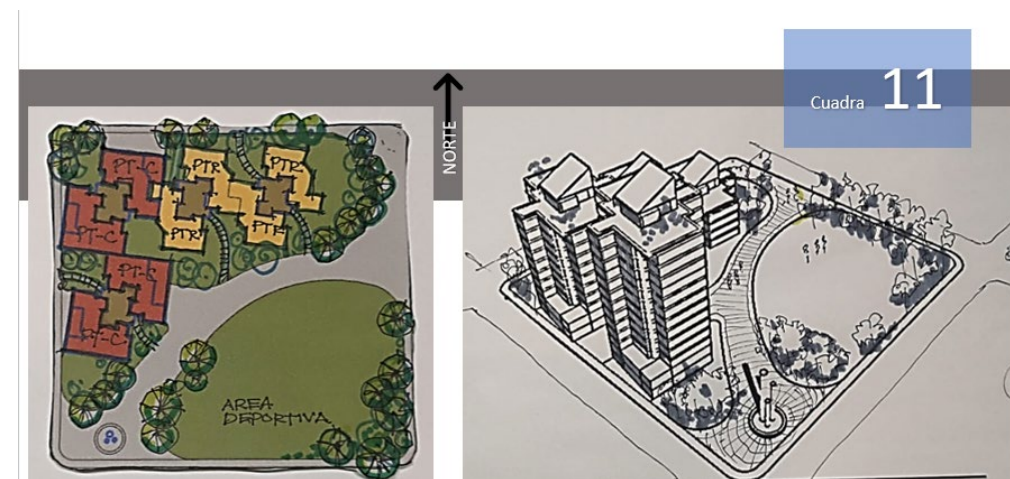 Cuadra 11
NORTE
PT-C
PTR
PTR
PT-C
PTR
PTR
PT-C
PT-C
AREA
DEPORTIVA